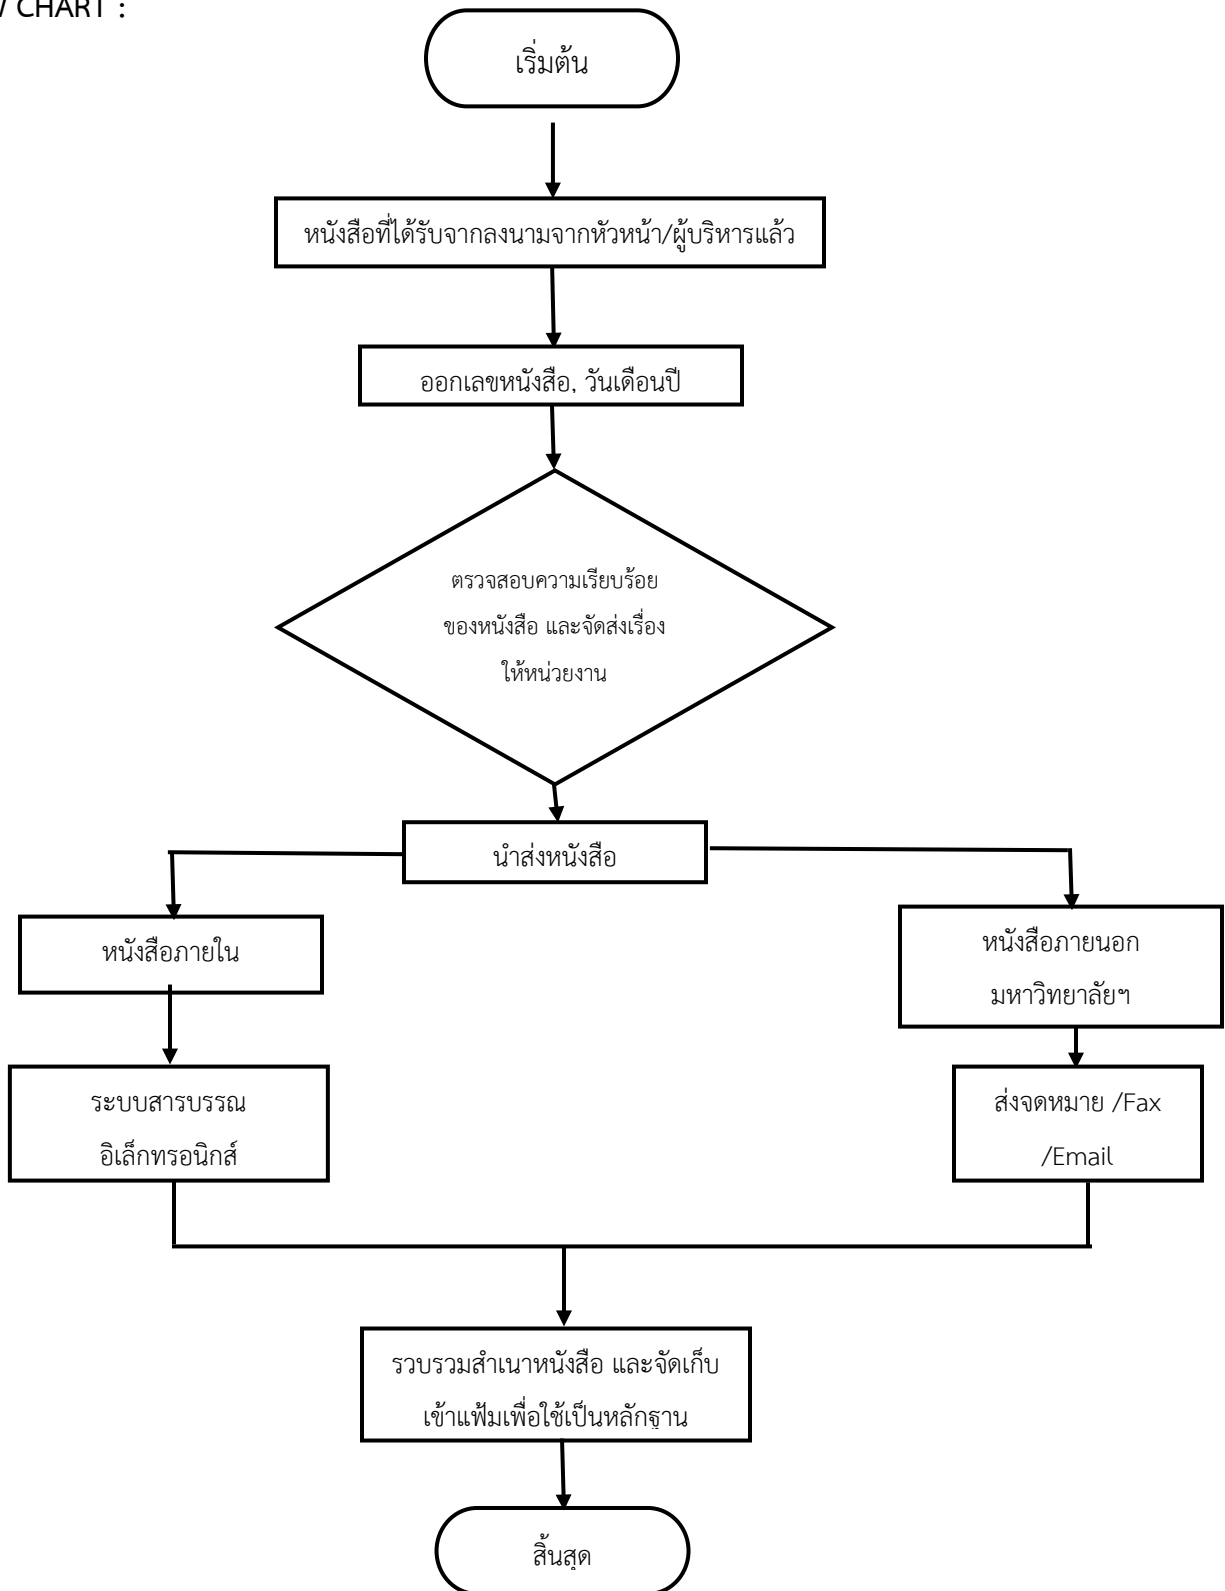 CHART :
เริ่มต้น
หนังสือที่ได้รับจากลงนามจากหัวหน้า/ผู้บริหารแล้ว
ออกเลขหนังสือ, วันเดือนปี
ตรวจสอบความเรียบร้อย
ของหนังสือ และจัดส่งเรื่อง
ให้หน่วยงาน
นำส่งหนังสือ
หนังสือภายใน
หนังสือภายนอก
มหาวิทยาลัยฯ
ระบบสารบรรณ
อิเล็กทรอนิกส์
ส่งจดหมาย /Fax
/Email
รวบรวมสำเนาหนังสือ และจัดเก็บ
เข้าแฟ้มเพื่อใช้เป็นหลักฐาน
สิ้นสุด